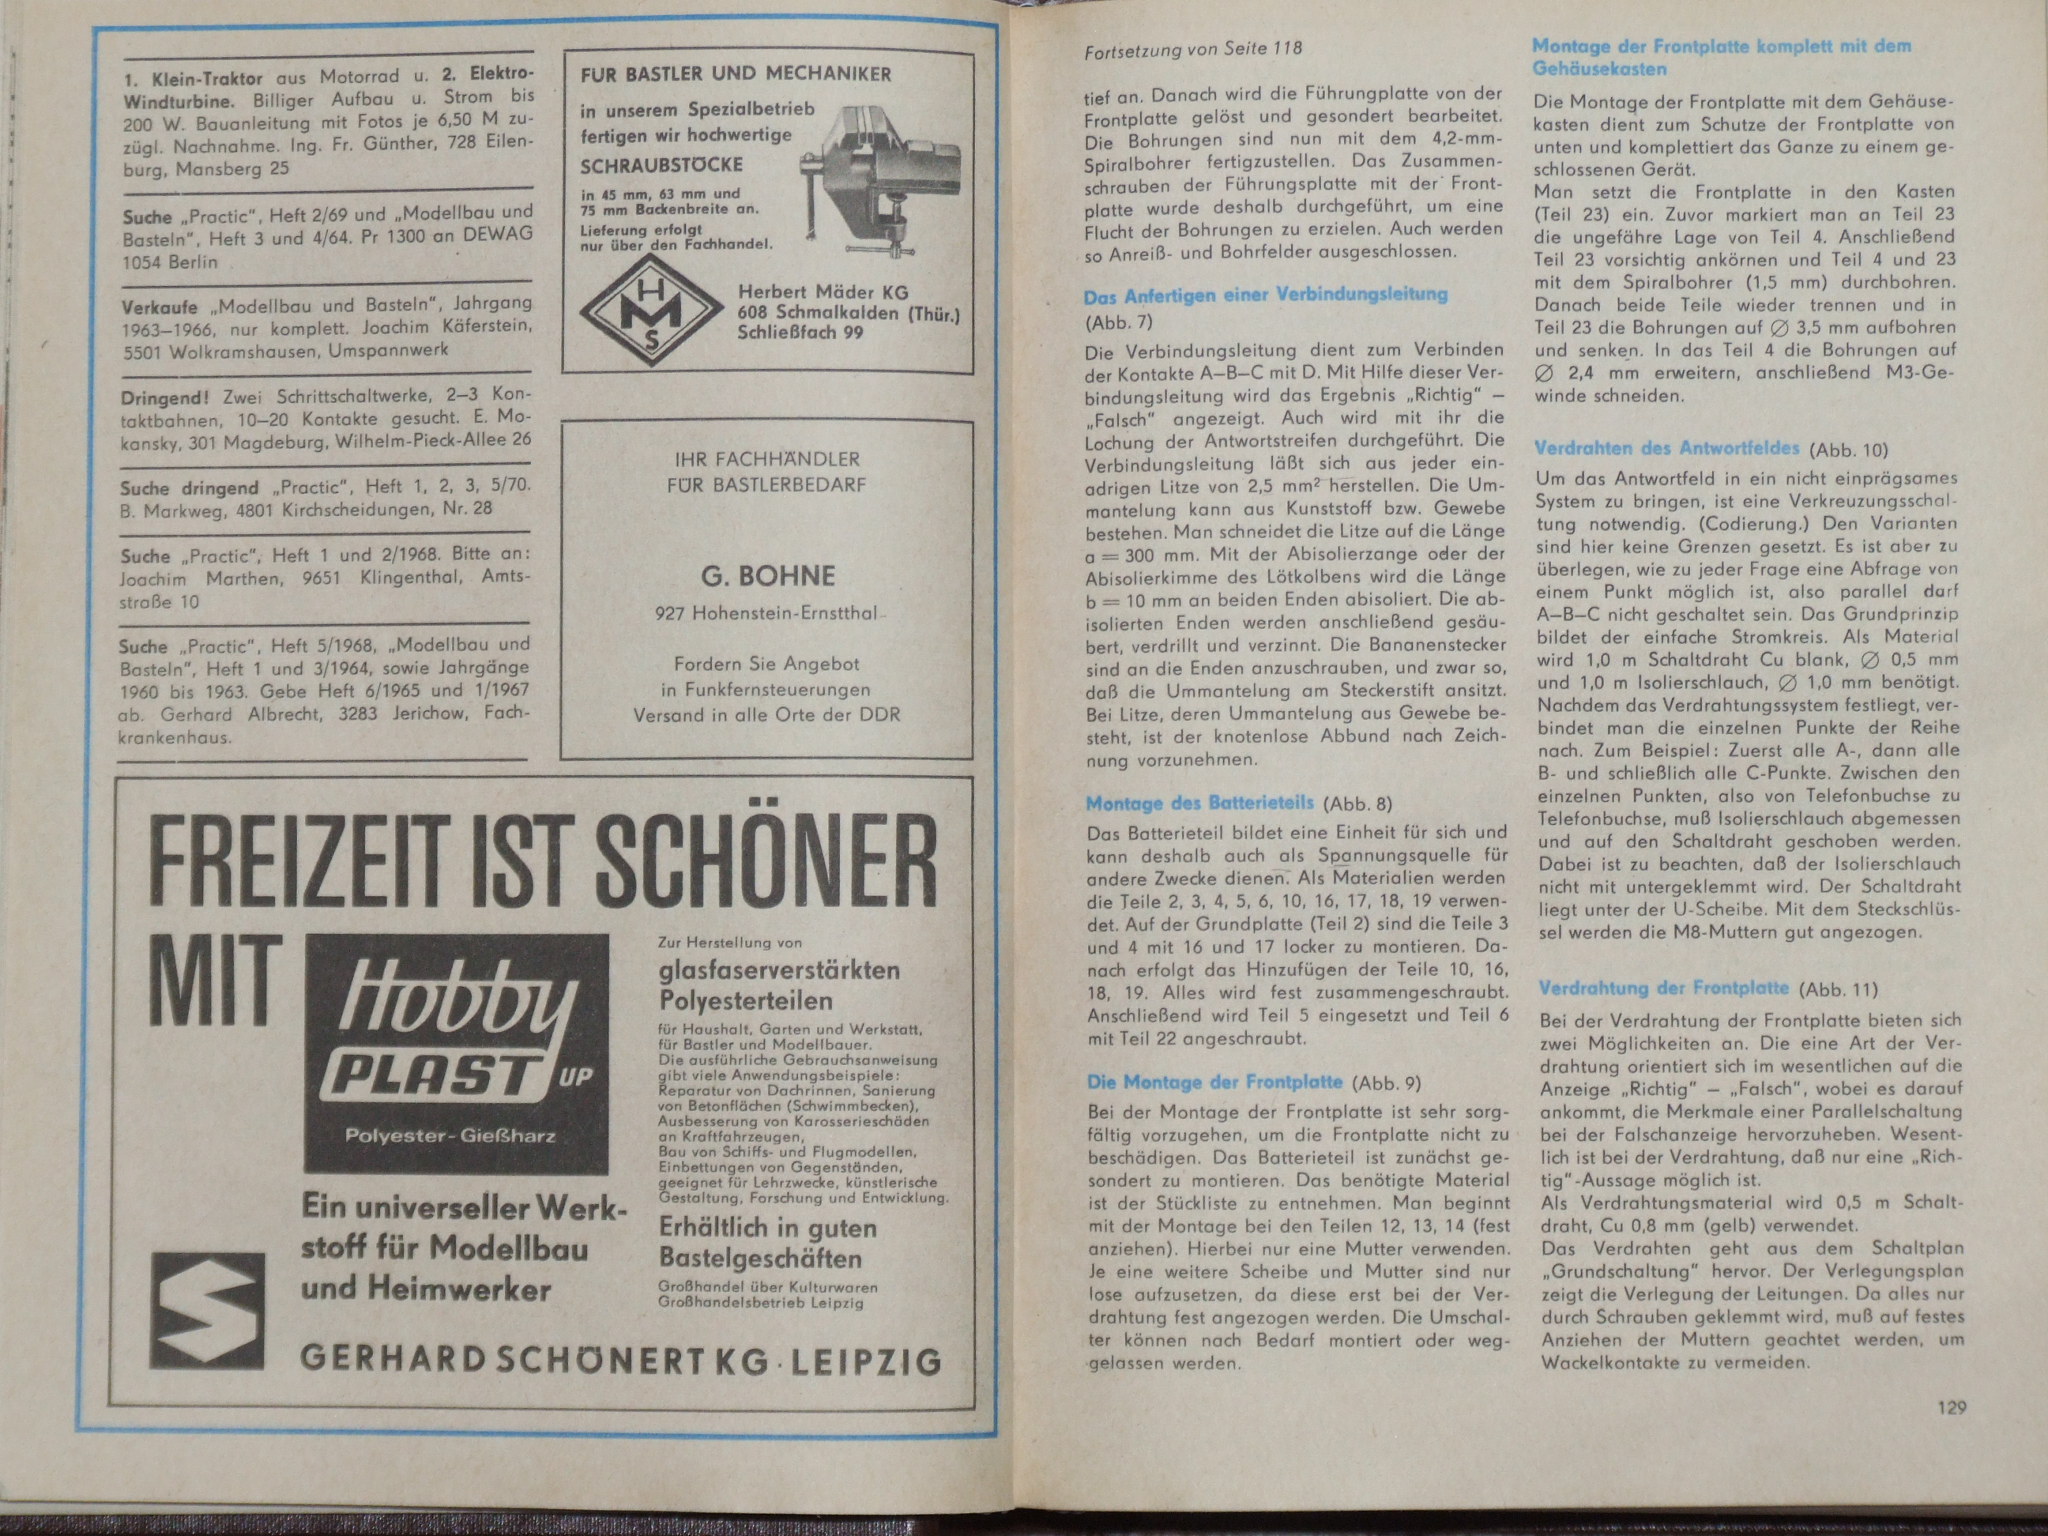 1. Klein-Traktor aus Motorrad u. 2. Elektro-
Windturbine. Billiger Aufbau u. Strom bis
200 W. Bauanleitung mit Fotos je 6,50 M zu-
zügl. Nachnahme. Ing. Fr. Günther, 728 Eilen-
burg, Mansberg 25
Suche „Practic“, Heft 2/69 und „Modellbau und
Basteln“, Heft 3 und 4/64. Pr 1300 an DEWAG
1054 Berlin
Verkaufe „Modellbau und Basteln“, Jahrgang
1963–1966, nur komplett. Joachim Käferstein,
5501 Wolkramshausen, Umspannwerk
Dringend! Zwei Schrittschaltwerke, 2–3 Kon-
taktbahnen, 10–20 Kontakte gesucht. E. Mo-
kansky, 301 Magdeburg, Wilhelm-Pieck-Allee 26
Suche dringend „Practic“, Heft 1, 2, 3, 5/70.
B. Markweg, 4801 Kirchscheidungen, Nr. 28
Suche „Practic“, Heft 1 und 2/1968. Bitte an:
Joachim Marthen, 9651 Klingenthal, Amts-
straße 10
Suche „Practic“, Heft 5/1968, „Modellbau und
Basteln“, Heft 1 und 3/1964, sowie Jahrgänge
1960 bis 1963. Gebe Heft 6/1965 und 1/1967
ab. Gerhard Albrecht, 3283 Jerichow, Fach-
krankenhaus.
FUR BASTLER UND MECHANIKER
in unserem Spezialbetrieb
fertigen wir hochwertige
SCHRAUBSTÖCKE
in 45 mm, 63 mm und
75 mm Backenbreite an.
Lieferung erfolgt
nur über den Fachhandel.
H
M
S
Herbert Mäder KG
608 Schmalkalden (Thür.)
Schließfach 99
IHR FACHHÄNDLER
FÜR BASTLERBEDARF
G. BOHNE
927 Hohenstein-Ernstthal
Fordern Sie Angebot
in Funkfernsteuerungen
Versand in alle Orte der DDR
FREIZEIT IST SCHÖNER
MIT
Hobby
PLAST UP
Polyester-Gießharz
Ein universeller Werk-
stoff für Modellbau
und Heimwerker
Zur Herstellung von
glasfaserverstärkten
Polyesterteilen
für Haushalt, Garten und Werkstatt,
für Bastler und Modellbauer.
Die ausführliche Gebrauchsanweisung
gibt viele Anwendungsbeispiele:
Reparatur von Dachrinnen, Sanierung
von Betonflächen (Schwimmbecken),
Ausbesserung von Karosserieschäden
an Kraftfahrzeugen,
Bau von Schiffs- und Flugmodellen,
Einbettungen von Gegenständen,
geeignet für Lehrzwecke, künstlerische
Gestaltung, Forschung und Entwicklung.
Erhältlich in guten
Bastelgeschäften
Großhandel über Kulturwaren
Großhandelsbetrieb Leipzig
S
GERHARD SCHÖNERT KG · LEIPZIG
Fortsetzung von Seite 118
tief an. Danach wird die Führungplatte von der
Frontplatte gelöst und gesondert bearbeitet.
Die Bohrungen sind nun mit dem 4,2-mm-
Spiralbohrer fertigzustellen. Das Zusammen-
schrauben der Führungsplatte mit der Front-
platte wurde deshalb durchgeführt, um eine
Flucht der Bohrungen zu erzielen. Auch werden
so Anreiß- und Bohrfelder ausgeschlossen.
Das Anfertigen einer Verbindungsleitung
(Abb. 7)
Die Verbindungsleitung dient zum Verbinden
der Kontakte A–B–C mit D. Mit Hilfe dieser Ver-
bindungsleitung wird das Ergebnis „Richtig“ –
„Falsch“ angezeigt. Auch wird mit ihr die
Lochung der Antwortstreifen durchgeführt. Die
Verbindungsleitung läßt sich aus jeder ein-
adrigen Litze von 2,5 mm² herstellen. Die Um-
mantelung kann aus Kunststoff bzw. Gewebe
bestehen. Man schneidet die Litze auf die Länge
a = 300 mm. Mit der Abisolierzange oder der
Abisolierkimme des Lötkolbens wird die Länge
b = 10 mm an beiden Enden abisoliert. Die ab-
isolierten Enden werden anschließend gesäu-
bert, verdrillt und verzinnt. Die Bananenstecker
sind an die Enden anzuschrauben, und zwar so,
daß die Ummantelung am Steckerstift ansitzt.
Bei Litze, deren Ummantelung aus Gewebe be-
steht, ist der knotenlose Abbund nach Zeich-
nung vorzunehmen.
Montage des Batterieteils (Abb. 8)
Das Batterieteil bildet eine Einheit für sich und
kann deshalb auch als Spannungsquelle für
andere Zwecke dienen. Als Materialien werden
die Teile 2, 3, 4, 5, 6, 10, 16, 17, 18, 19 verwen-
det. Auf der Grundplatte (Teil 2) sind die Teile 3
und 4 mit 16 und 17 locker zu montieren. Da-
nach erfolgt das Hinzufügen der Teile 10, 16,
18, 19. Alles wird fest zusammengeschraubt.
Anschließend wird Teil 5 eingesetzt und Teil 6
mit Teil 22 angeschraubt.
Die Montage der Frontplatte (Abb. 9)
Bei der Montage der Frontplatte ist sehr sorg-
fältig vorzugehen, um die Frontplatte nicht zu
beschädigen. Das Batterieteil ist zunächst ge-
sondert zu montieren. Das benötigte Material
ist der Stückliste zu entnehmen. Man beginnt
mit der Montage bei den Teilen 12, 13, 14 (fest
anziehen). Hierbei nur eine Mutter verwenden.
Je eine weitere Scheibe und Mutter sind nur
lose aufzusetzen, da diese erst bei der Ver-
drahtung fest angezogen werden. Die Umschal-
ter können nach Bedarf montiert oder weg-
gelassen werden.
Montage der Frontplatte komplett mit dem
Gehäusekasten
Die Montage der Frontplatte mit dem Gehäuse-
kasten dient zum Schutze der Frontplatte von
unten und komplettiert das Ganze zu einem ge-
schlossenen Gerät.
Man setzt die Frontplatte in den Kasten
(Teil 23) ein. Zuvor markiert man an Teil 23
die ungefähre Lage von Teil 4. Anschließend
Teil 23 vorsichtig ankörnen und Teil 4 und 23
mit dem Spiralbohrer (1,5 mm) durchbohren.
Danach beide Teile wieder trennen und in
Teil 23 die Bohrungen auf ∅ 3,5 mm aufbohren
und senken. In das Teil 4 die Bohrungen auf
∅ 2,4 mm erweitern, anschließend M3-Ge-
winde schneiden.
Verdrahten des Antwortfeldes (Abb. 10)
Um das Antwortfeld in ein nicht einprägsames
System zu bringen, ist eine Verkreuzungsschal-
tung notwendig. (Codierung.) Den Varianten
sind hier keine Grenzen gesetzt. Es ist aber zu
überlegen, wie zu jeder Frage eine Abfrage von
einem Punkt möglich ist, also parallel darf
A–B–C nicht geschaltet sein. Das Grundprinzip
bildet der einfache Stromkreis. Als Material
wird 1,0 m Schaltdraht Cu blank, ∅ 0,5 mm
und 1,0 m Isolierschlauch, ∅ 1,0 mm benötigt.
Nachdem das Verdrahtungssystem festliegt, ver-
bindet man die einzelnen Punkte der Reihe
nach. Zum Beispiel: Zuerst alle A-, dann alle
B- und schließlich alle C-Punkte. Zwischen den
einzelnen Punkten, also von Telefonbuchse zu
Telefonbuchse, muß Isolierschlauch abgemessen
und auf den Schaltdraht geschoben werden.
Dabei ist zu beachten, daß der Isolierschlauch
nicht mit untergeklemmt wird. Der Schaltdraht
liegt unter der U-Scheibe. Mit dem Steckschlüs-
sel werden die M8-Muttern gut angezogen.
Verdrahtung der Frontplatte (Abb. 11)
Bei der Verdrahtung der Frontplatte bieten sich
zwei Möglichkeiten an. Die eine Art der Ver-
drahtung orientiert sich im wesentlichen auf die
Anzeige „Richtig“ – „Falsch“, wobei es darauf
ankommt, die Merkmale einer Parallelschaltung
bei der Falschanzeige hervorzuheben. Wesent-
lich ist bei der Verdrahtung, daß nur eine „Rich-
tig“-Aussage möglich ist.
Als Verdrahtungsmaterial wird 0,5 m Schalt-
draht, Cu 0,8 mm (gelb) verwendet.
Das Verdrahten geht aus dem Schaltplan
„Grundschaltung“ hervor. Der Verlegungsplan
zeigt die Verlegung der Leitungen. Da alles nur
durch Schrauben geklemmt wird, muß auf festes
Anziehen der Muttern geachtet werden, um
Wackelkontakte zu vermeiden.
129